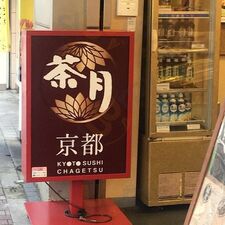 茶月
京都
KYOTO SUSHI
CHAGETSU